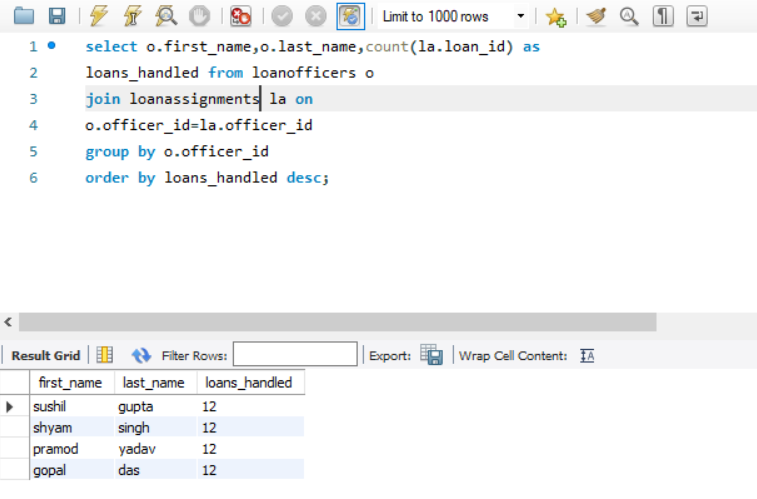 Limit to 1000 rows
1 select o.first_name,o.last_name,count(la.loan_id) as
2 loans_handled from loanofficers o
3 join loanassignments la on
4 o.officer_id=la.officer_id
5 group by o.officer_id
6 order by loans_handled desc;
Result Grid Filter Rows: Export: Wrap Cell Content:
first_name last_name loans_handled
sushil gupta 12
shyam singh 12
pramod yadav 12
gopal das 12